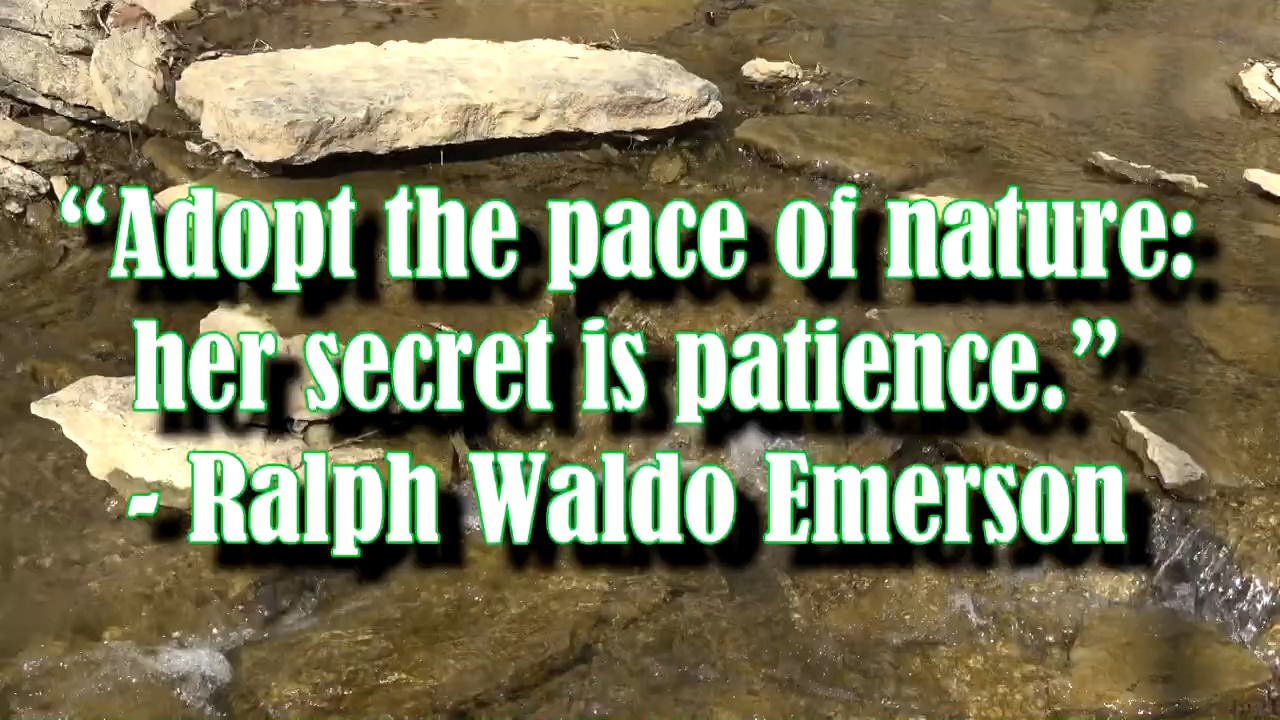 “Adopt the pace of nature:
her secret is patience.”
- Ralph Waldo Emerson